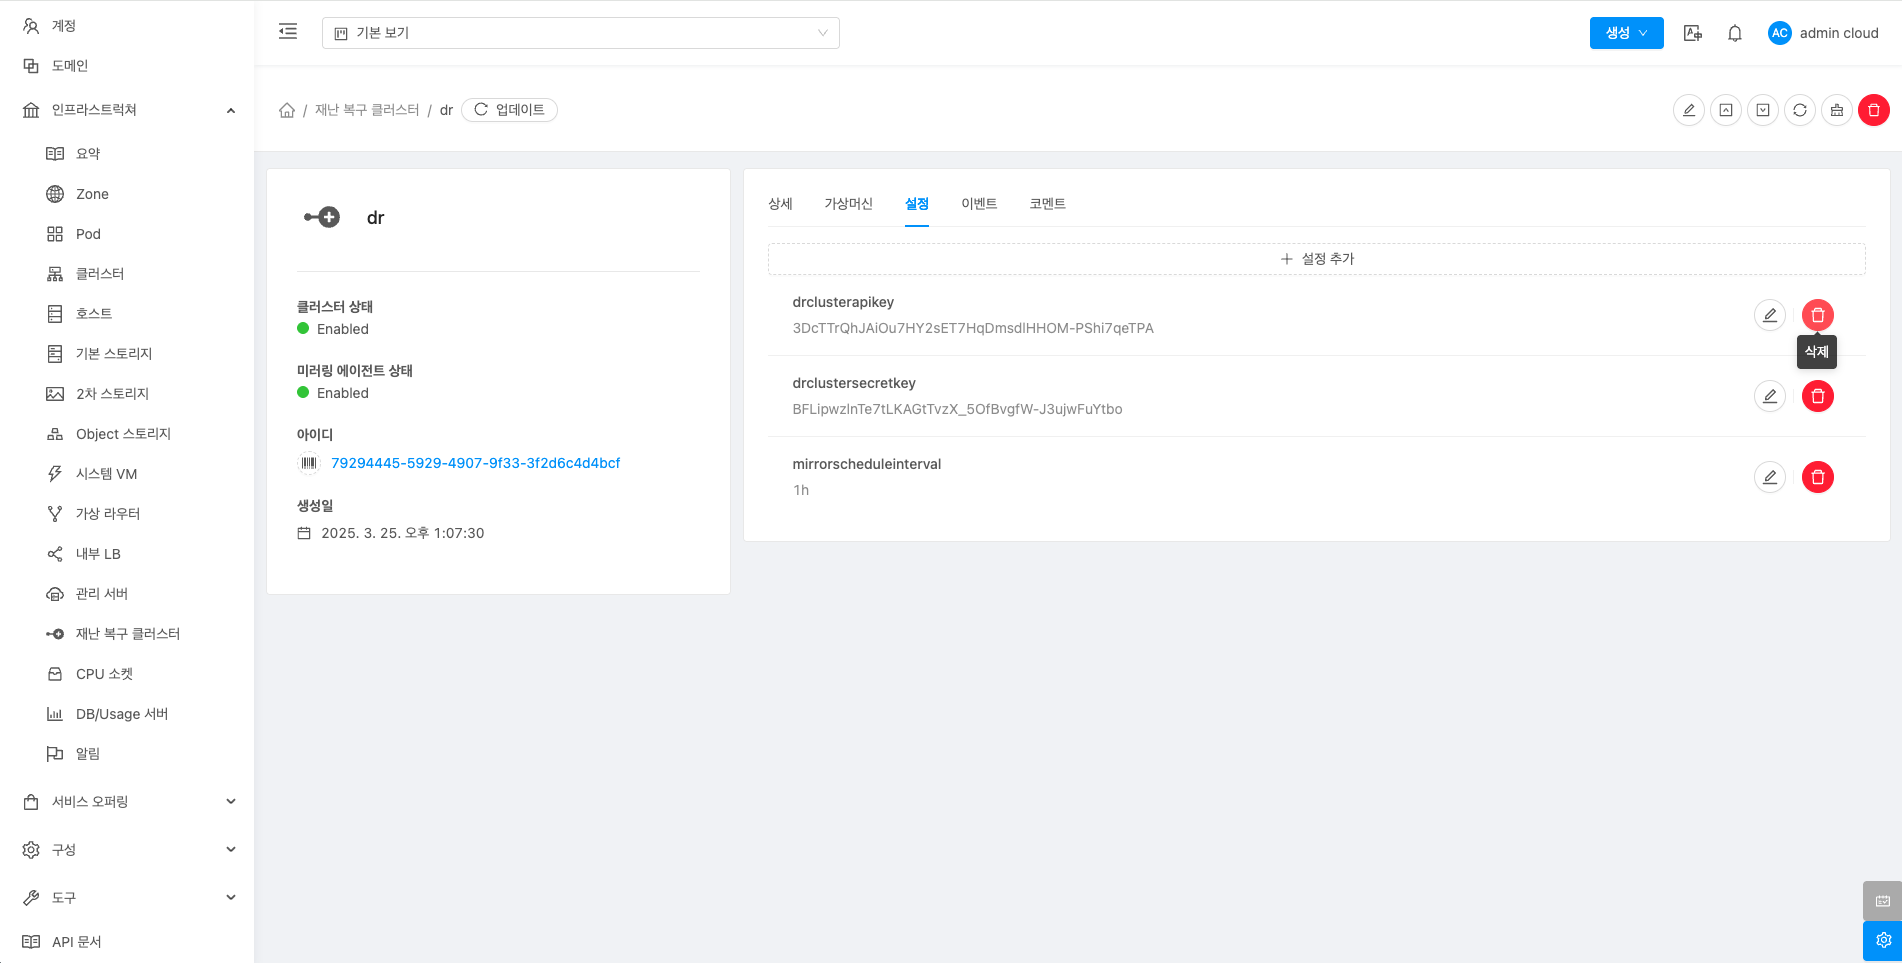 계정
도메인
인프라스트럭쳐
요약
Zone
Pod
클러스터
호스트
기본 스토리지
2차 스토리지
Object 스토리지
시스템 VM
가상 라우터
내부 LB
관리 서버
재난 복구 클러스터
CPU 소켓
DB/Usage 서버
알림
서비스 오퍼링
구성
도구
API 문서
기본 보기
생성
AC admin cloud
/ 재난 복구 클러스터 / dr 업데이트
dr
클러스터 상태
Enabled
미러링 에이전트 상태
Enabled
아이디
79294445-5929-4907-9f33-3f2d6c4d4bcf
생성일
2025. 3. 25. 오후 1:07:30
상세 가상머신 설정 이벤트 코멘트
설정 추가
drclusterapikey
3DcTTrQhJAiOu7HY2sET7HqDmsdIHHOM-PShi7qeTPA
삭제
drclustersecretkey
BFLipwzlnTe7tLKAGtTvzX_5OfBvgfW-J3ujwFuYtbo
mirrorscheduleinterval
1h